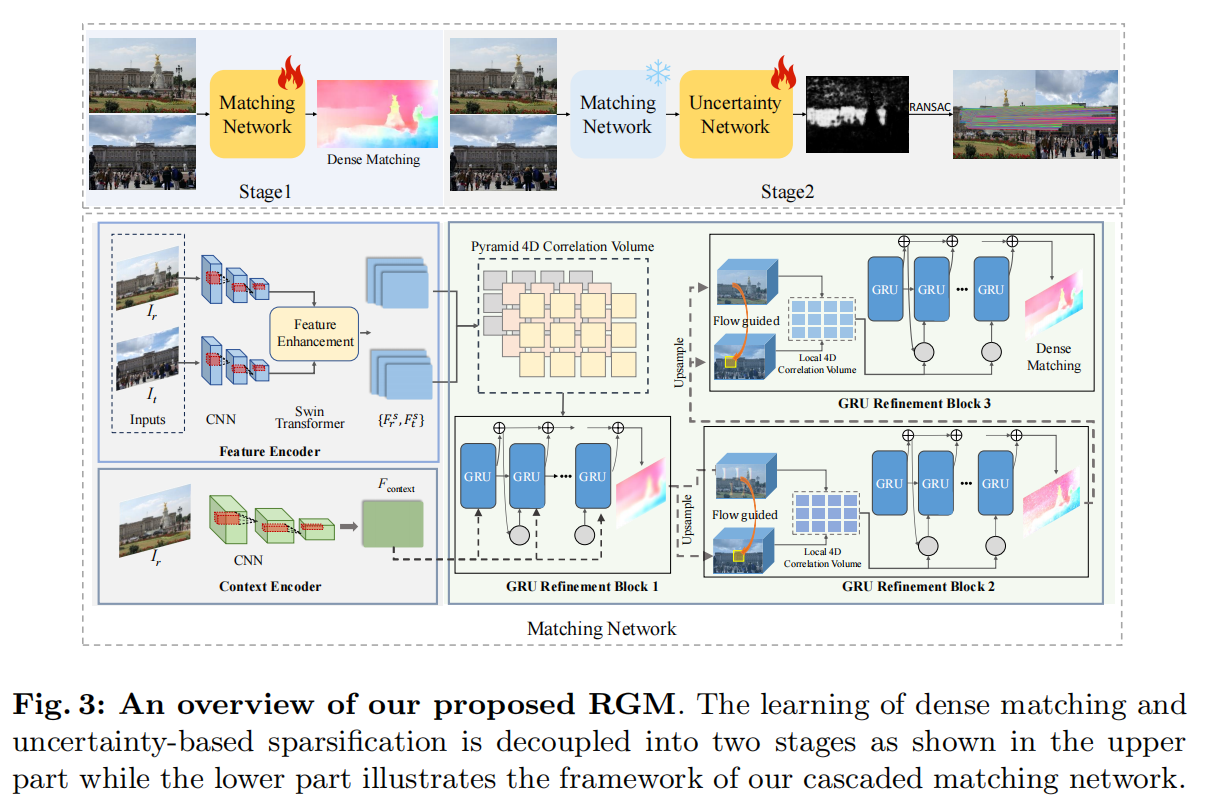 Matching
Network
Dense Matching
Stage1
Matching
Network
Uncertainty
Network
RANSAC
Stage2
I_r
I_t
Inputs
CNN
Feature
Enhancement
Swin
Transformer
{F_r^s, F_t^s}
Feature Encoder
I_r
CNN
F_context
Context Encoder
Pyramid 4D Correlation Volume
GRU
GRU
GRU
GRU Refinement Block 1
Upsample
Flow guided
Local 4D
Correlation Volume
GRU
GRU
GRU
GRU Refinement Block 2
Upsample
Flow guided
Local 4D
Correlation Volume
GRU
GRU
GRU
Dense
Matching
GRU Refinement Block 3
Matching Network
Fig. 3: An overview of our proposed RGM. The learning of dense matching and
uncertainty-based sparsification is decoupled into two stages as shown in the upper
part while the lower part illustrates the framework of our cascaded matching network.